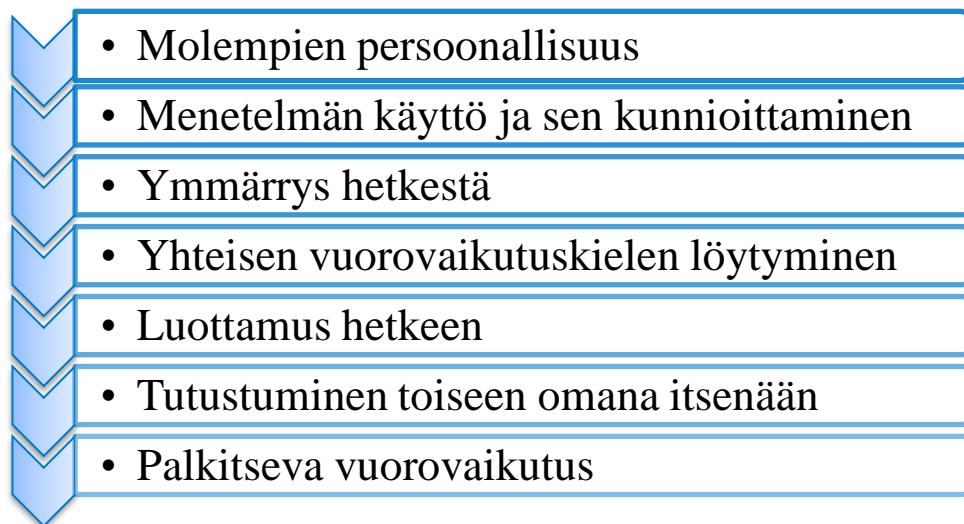 • Molempien persoonallisuus
• Menetelmän käyttö ja sen kunnioittaminen
• Ymmärrys hetkestä
• Yhteisen vuorovaikutuskielen löytyminen
• Luottamus hetkeen
• Tutustuminen toiseen omana itsenään
• Palkitseva vuorovaikutus